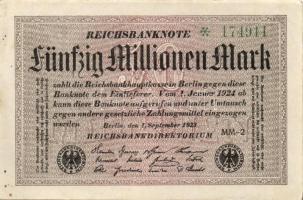 REICHSBANKNOTE
* 174911
Fünfzig Millionen Mark
zahlt die Reichsbankhauptkasse in Berlin gegen diese
Banknote dem Einlieferer. Vom 1. Januar 1924 ab
kann diese Banknote aufgerufen und unter Umtausch
gegen andere gesetzliche Zahlungsmittel eingezogen
werden
Berlin, den 1. September 1923
REICHSBANKDIREKTORIUM
MM-2